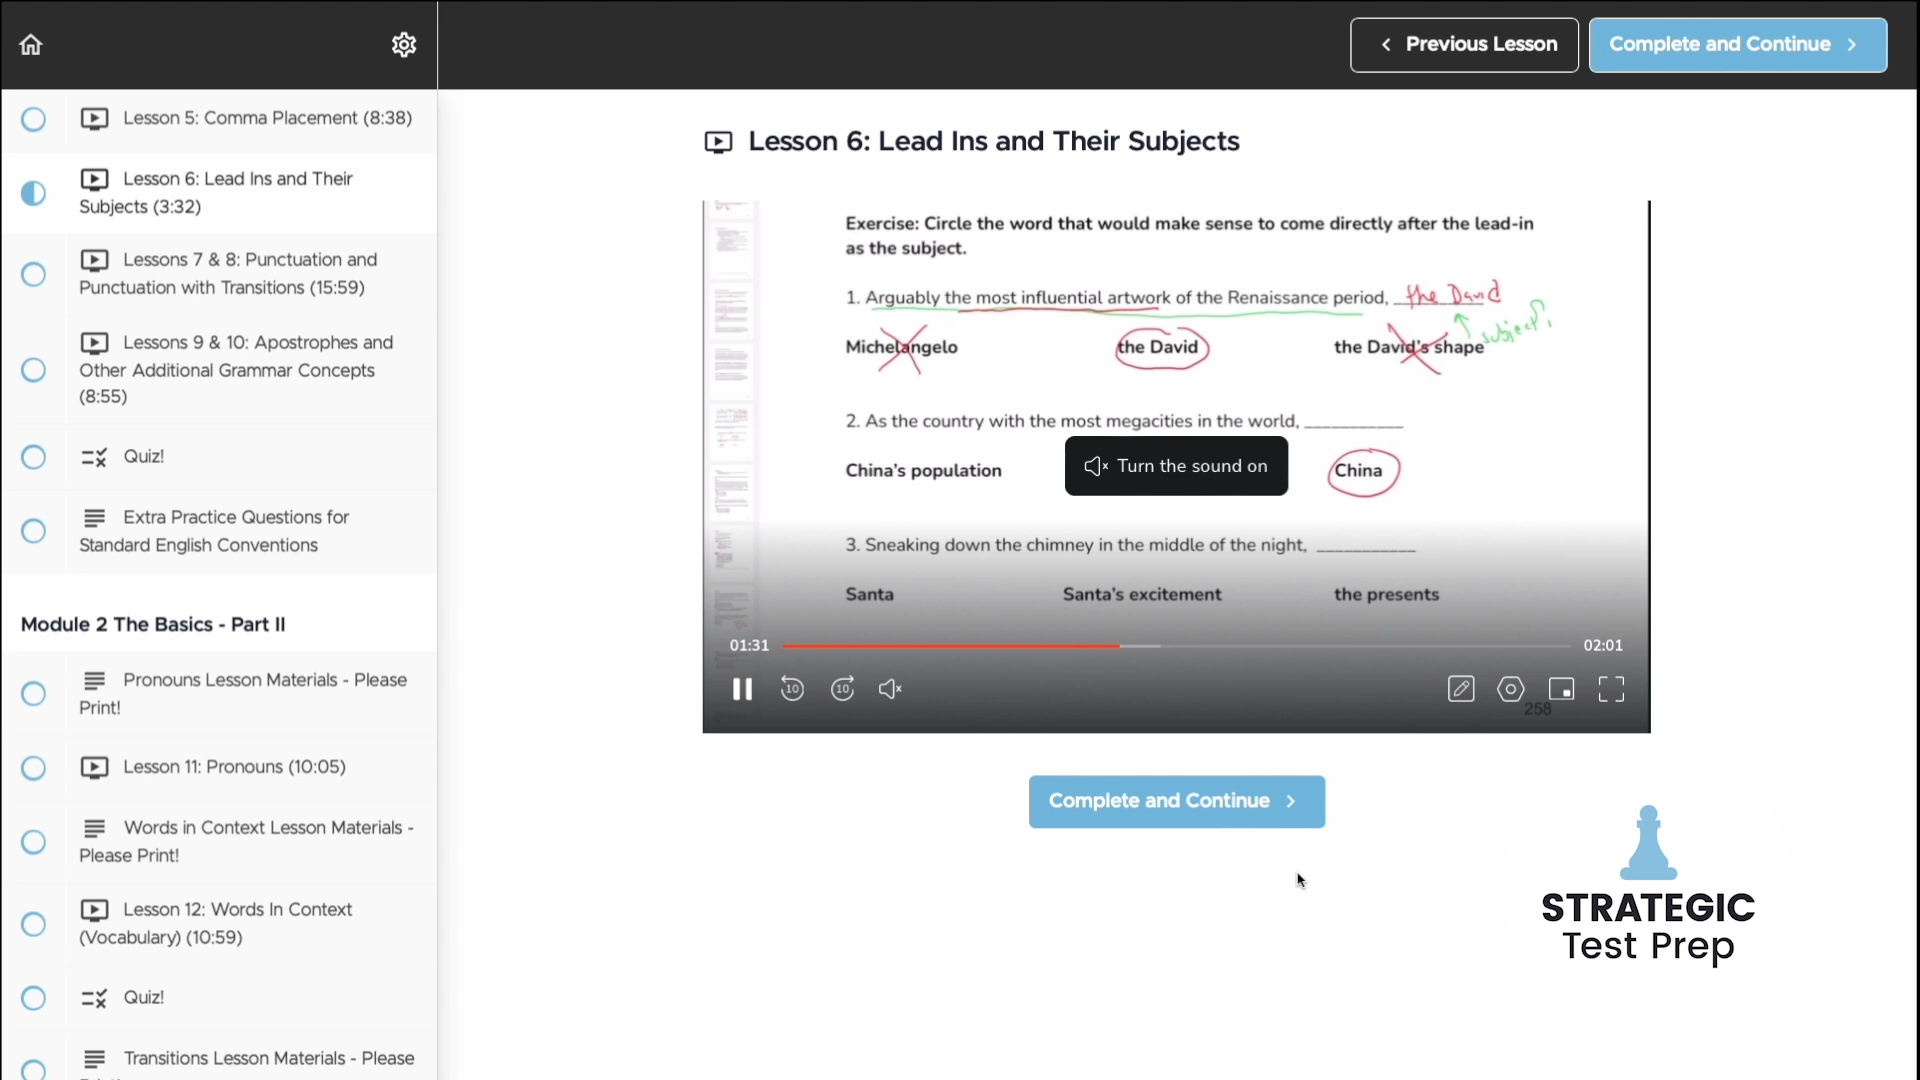 Previous Lesson
Complete and Continue
Lesson 5: Comma Placement (8:38)
Lesson 6: Lead Ins and Their
Subjects (3:32)
Lessons 7 & 8: Punctuation and
Punctuation with Transitions (15:59)
Lessons 9 & 10: Apostrophes and
Other Additional Grammar Concepts
(8:55)
Quiz!
Extra Practice Questions for
Standard English Conventions
Module 2 The Basics - Part II
Pronouns Lesson Materials - Please
Print!
Lesson 11: Pronouns (10:05)
Words in Context Lesson Materials -
Please Print!
Lesson 12: Words In Context
(Vocabulary) (10:59)
Quiz!
Transitions Lesson Materials - Please
Lesson 6: Lead Ins and Their Subjects
Exercise: Circle the word that would make sense to come directly after the lead-in
as the subject.
1. Arguably the most influential artwork of the Renaissance period, the David
subject
Michelangelo the David the David's shape
2. As the country with the most megacities in the world, ___________
Turn the sound on
China's population China
3. Sneaking down the chimney in the middle of the night, ___________
Santa Santa's excitement the presents
01:31 02:01
10 10
258
Complete and Continue
STRATEGIC
Test Prep